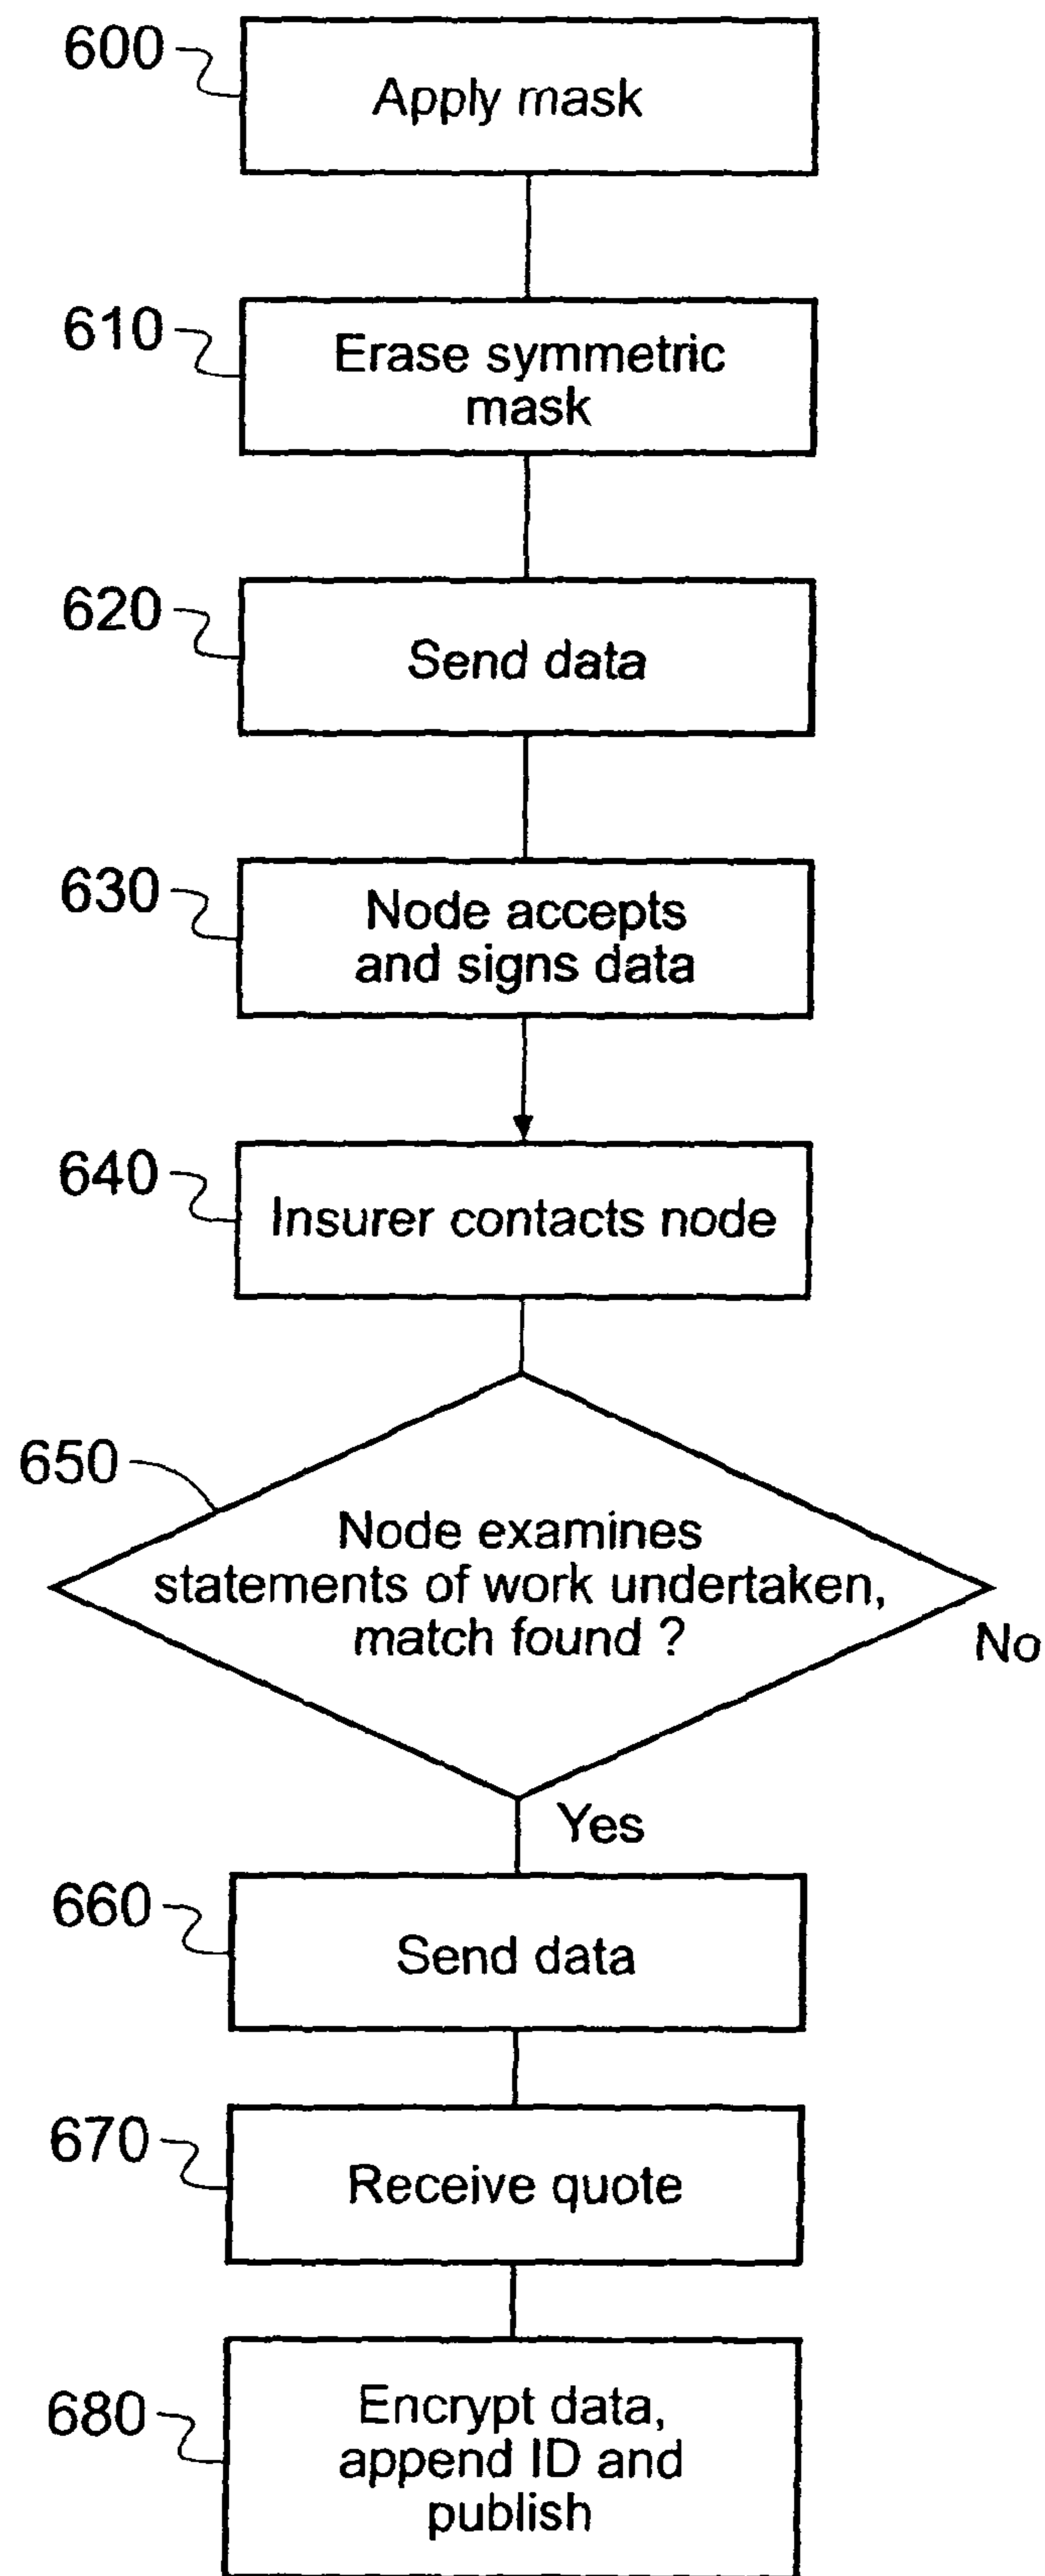 600
Apply mask
610
Erase symmetric
mask
620
Send data
630
Node accepts
and signs data
640
Insurer contacts node
650
Node examines
statements of work undertaken,
match found ?
No
Yes
660
Send data
670
Receive quote
680
Encrypt data,
append ID and
publish